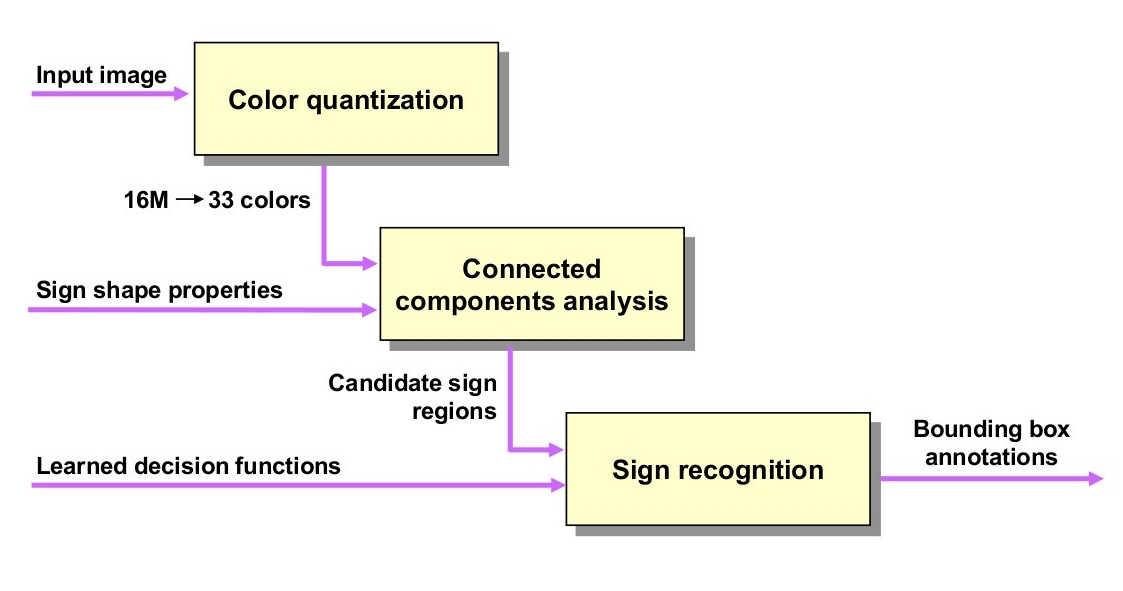 Input image
Color quantization
16M → 33 colors
Sign shape properties
Connected
components analysis
Candidate sign
regions
Learned decision functions
Sign recognition
Bounding box
annotations